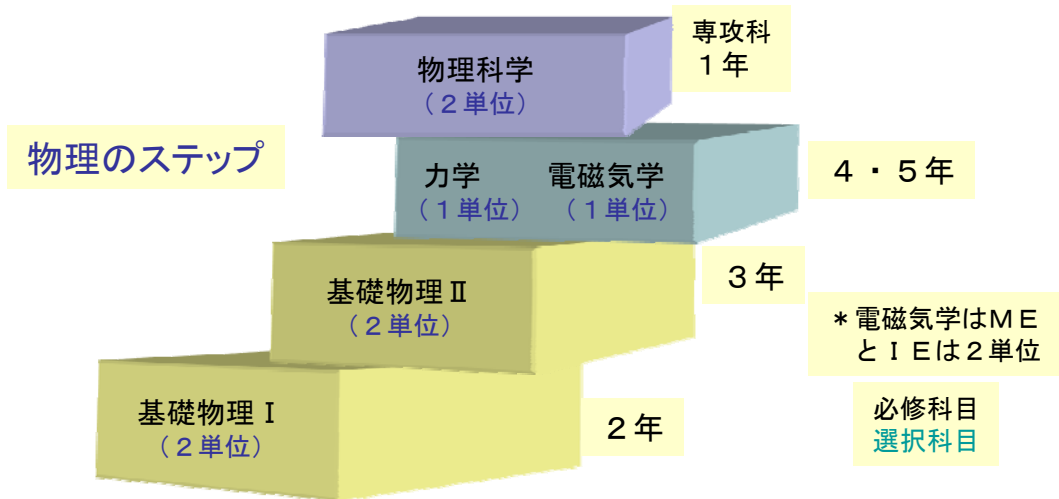 専攻科
１年
物理科学
（２単位）
物理のステップ
力学　　電磁気学
（１単位）　（１単位）
４・５年
基礎物理Ⅱ
（２単位）
３年
＊電磁気学はＭＥ
とＩＥは２単位
基礎物理Ⅰ
（２単位）
２年
必修科目
選択科目